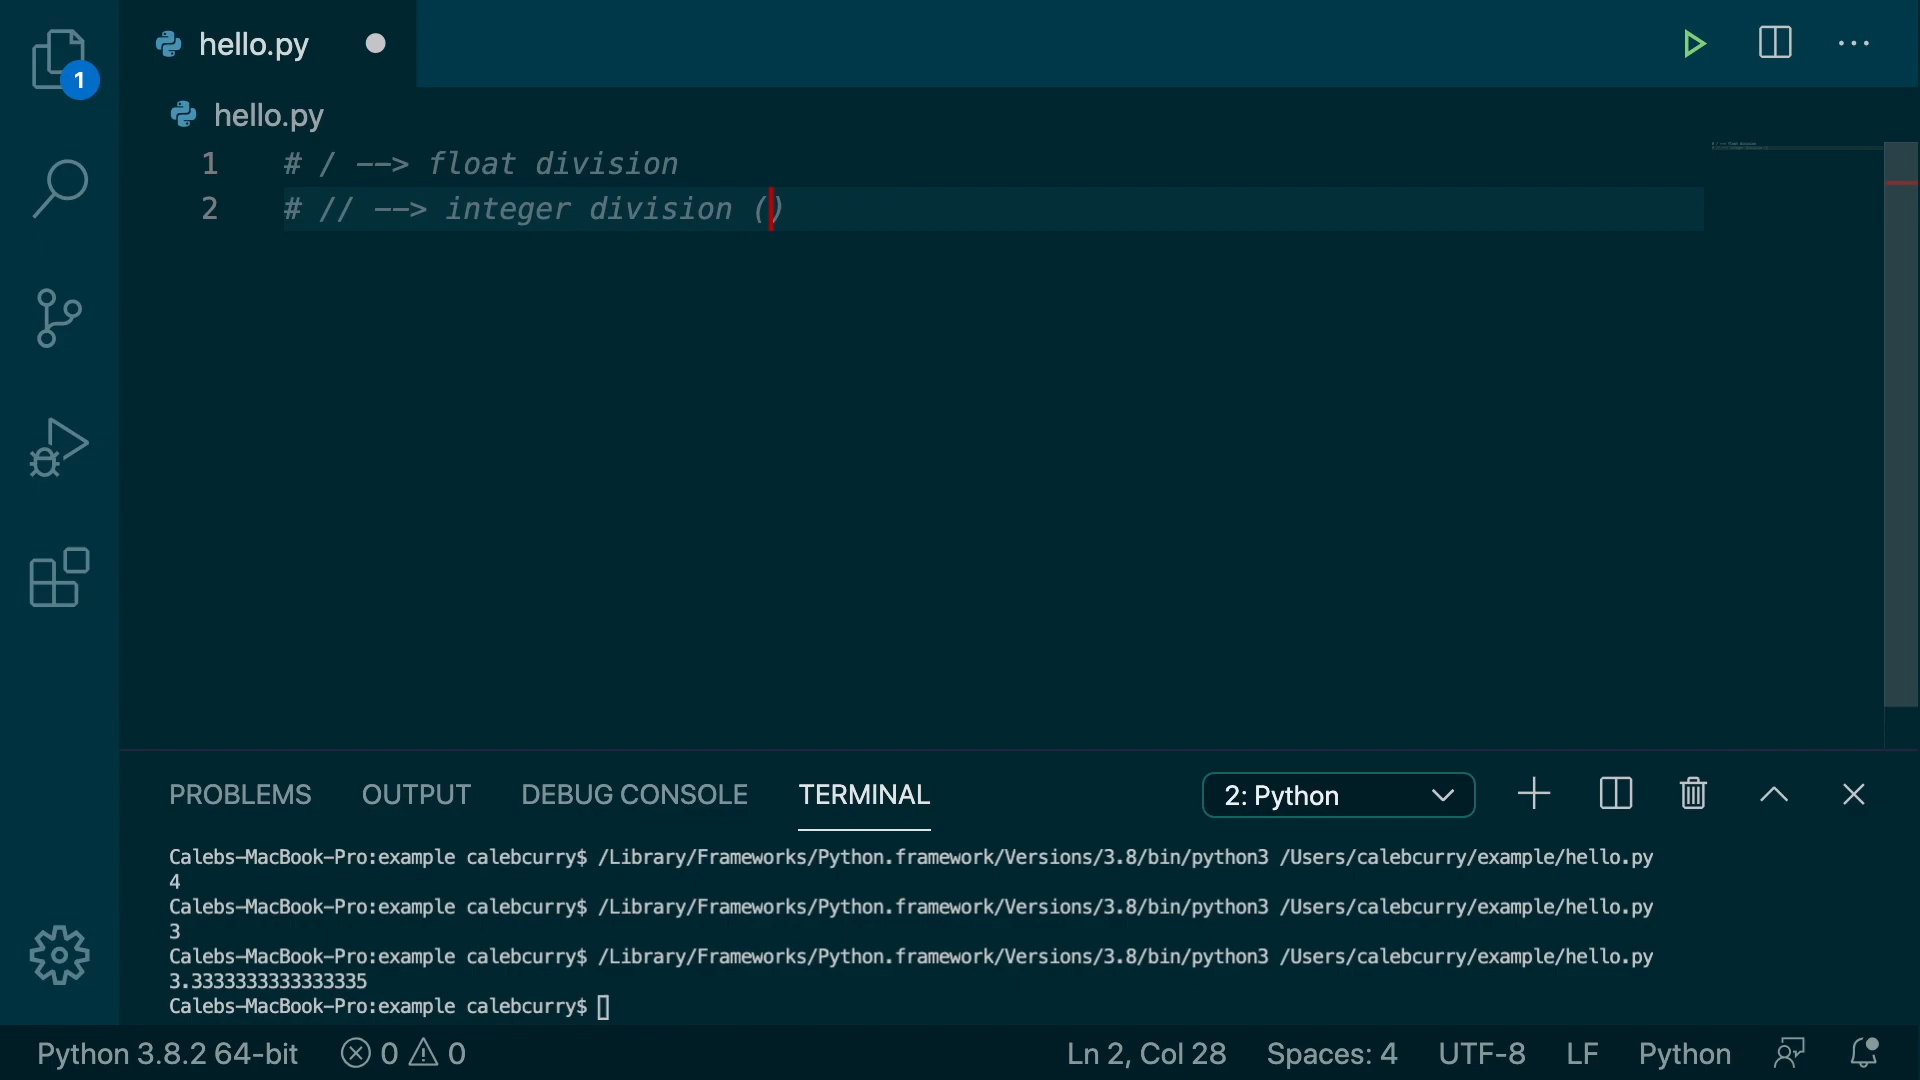 hello.py
1
hello.py
1 # / --> float division
2 # // --> integer division ()
PROBLEMS OUTPUT DEBUG CONSOLE TERMINAL 2: Python
Calebs-MacBook-Pro:example calebcurry$ /Library/Frameworks/Python.framework/Versions/3.8/bin/python3 /Users/calebcurry/example/hello.py
4
Calebs-MacBook-Pro:example calebcurry$ /Library/Frameworks/Python.framework/Versions/3.8/bin/python3 /Users/calebcurry/example/hello.py
3
Calebs-MacBook-Pro:example calebcurry$ /Library/Frameworks/Python.framework/Versions/3.8/bin/python3 /Users/calebcurry/example/hello.py
3.3333333333333335
Calebs-MacBook-Pro:example calebcurry$
Python 3.8.2 64-bit 0 0 Ln 2, Col 28 Spaces: 4 UTF-8 LF Python